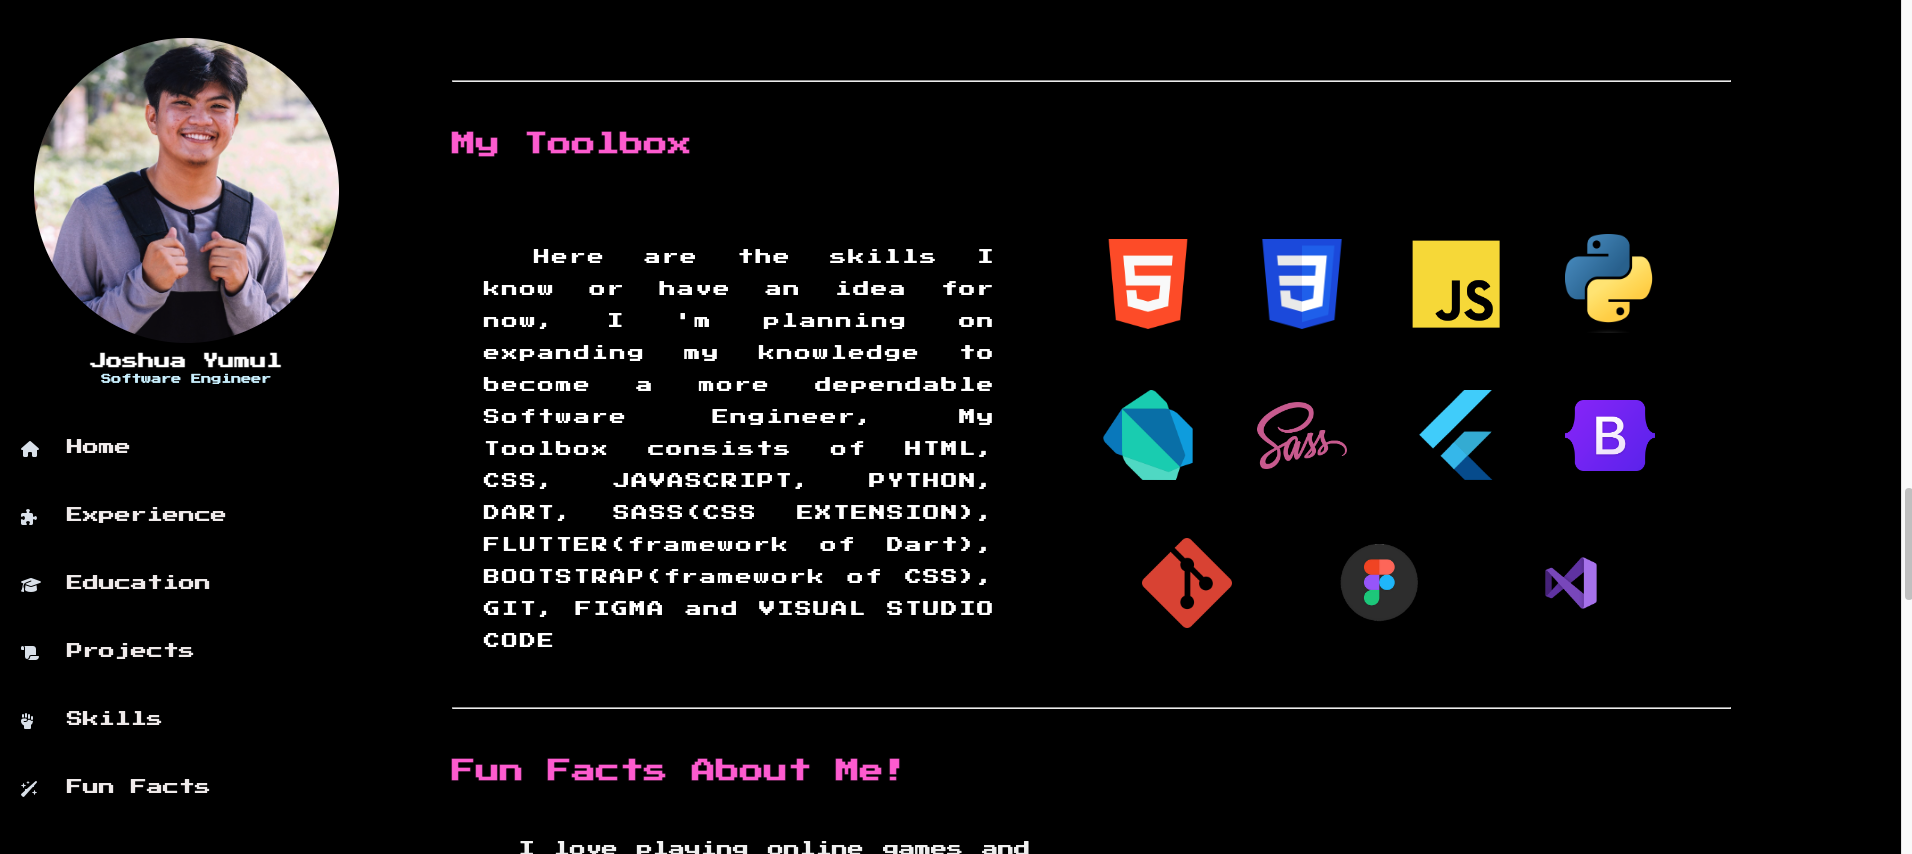 Joshua Yumul
Software Engineer
Home
Experience
Education
Projects
Skills
Fun Facts
My Toolbox
Here are the skills I
know or have an idea for
now, I 'm planning on
expanding my knowledge to
become a more dependable
Software Engineer, My
Toolbox consists of HTML,
CSS, JAVASCRIPT, PYTHON,
DART, SASS(CSS EXTENSION),
FLUTTER(framework of Dart),
BOOTSTRAP(framework of CSS),
GIT, FIGMA and VISUAL STUDIO
CODE
5
3
JS
Sass
B
Fun Facts About Me!
I love playing online games and